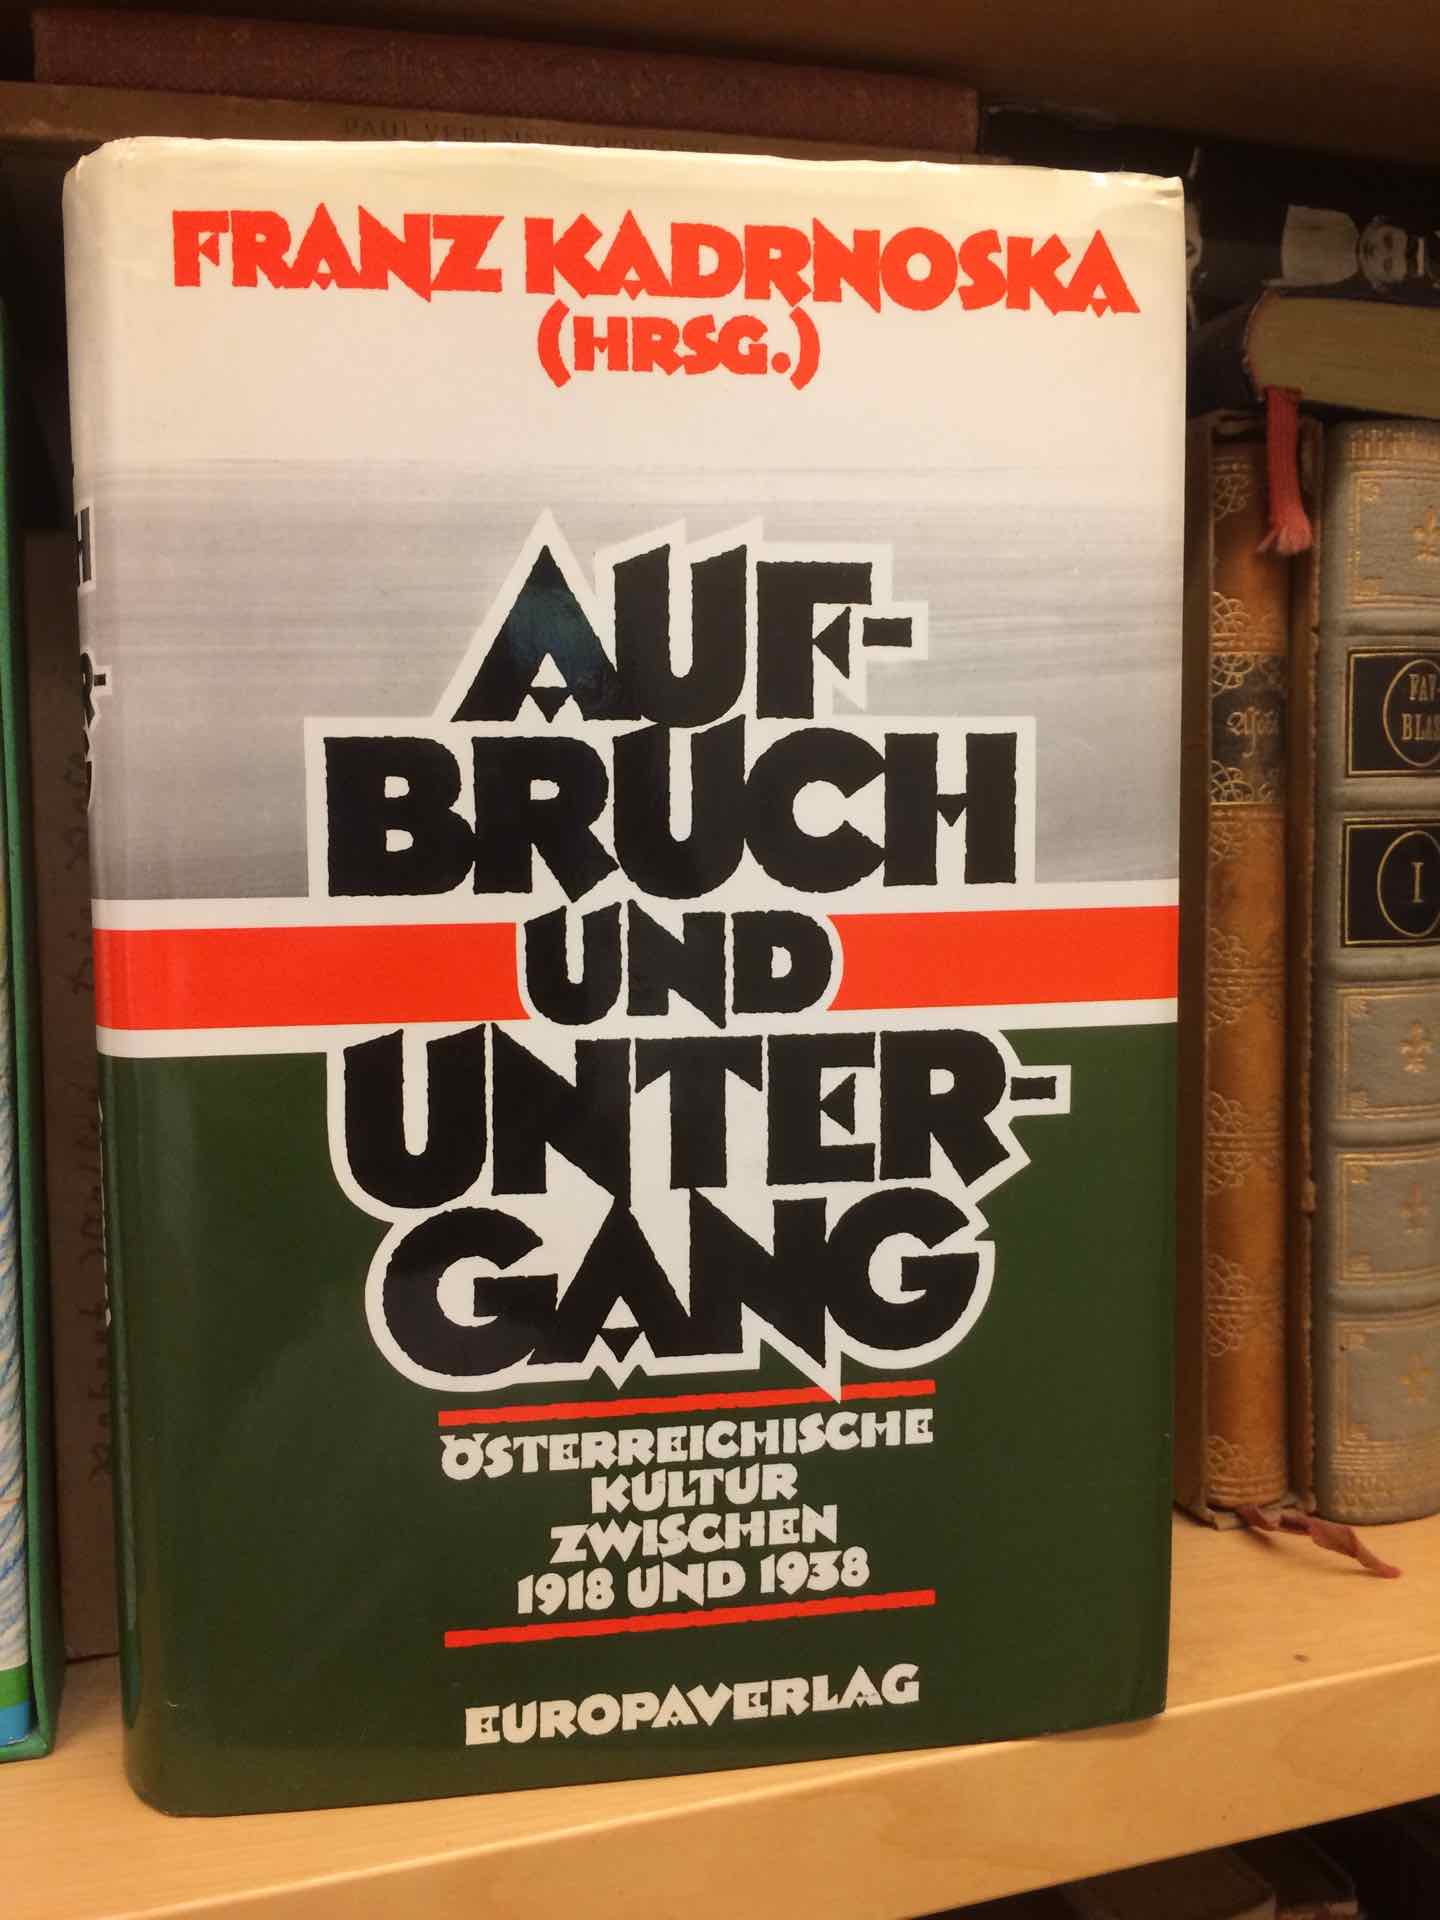 FRANZ KADRNOSKA
(HRSG.)
AUF-
BRUCH
UND
UNTER-
GANG
ÖSTERREICHISCHE
KULTUR
ZWISCHEN
1918 UND 1938
EUROPAVERLAG
I